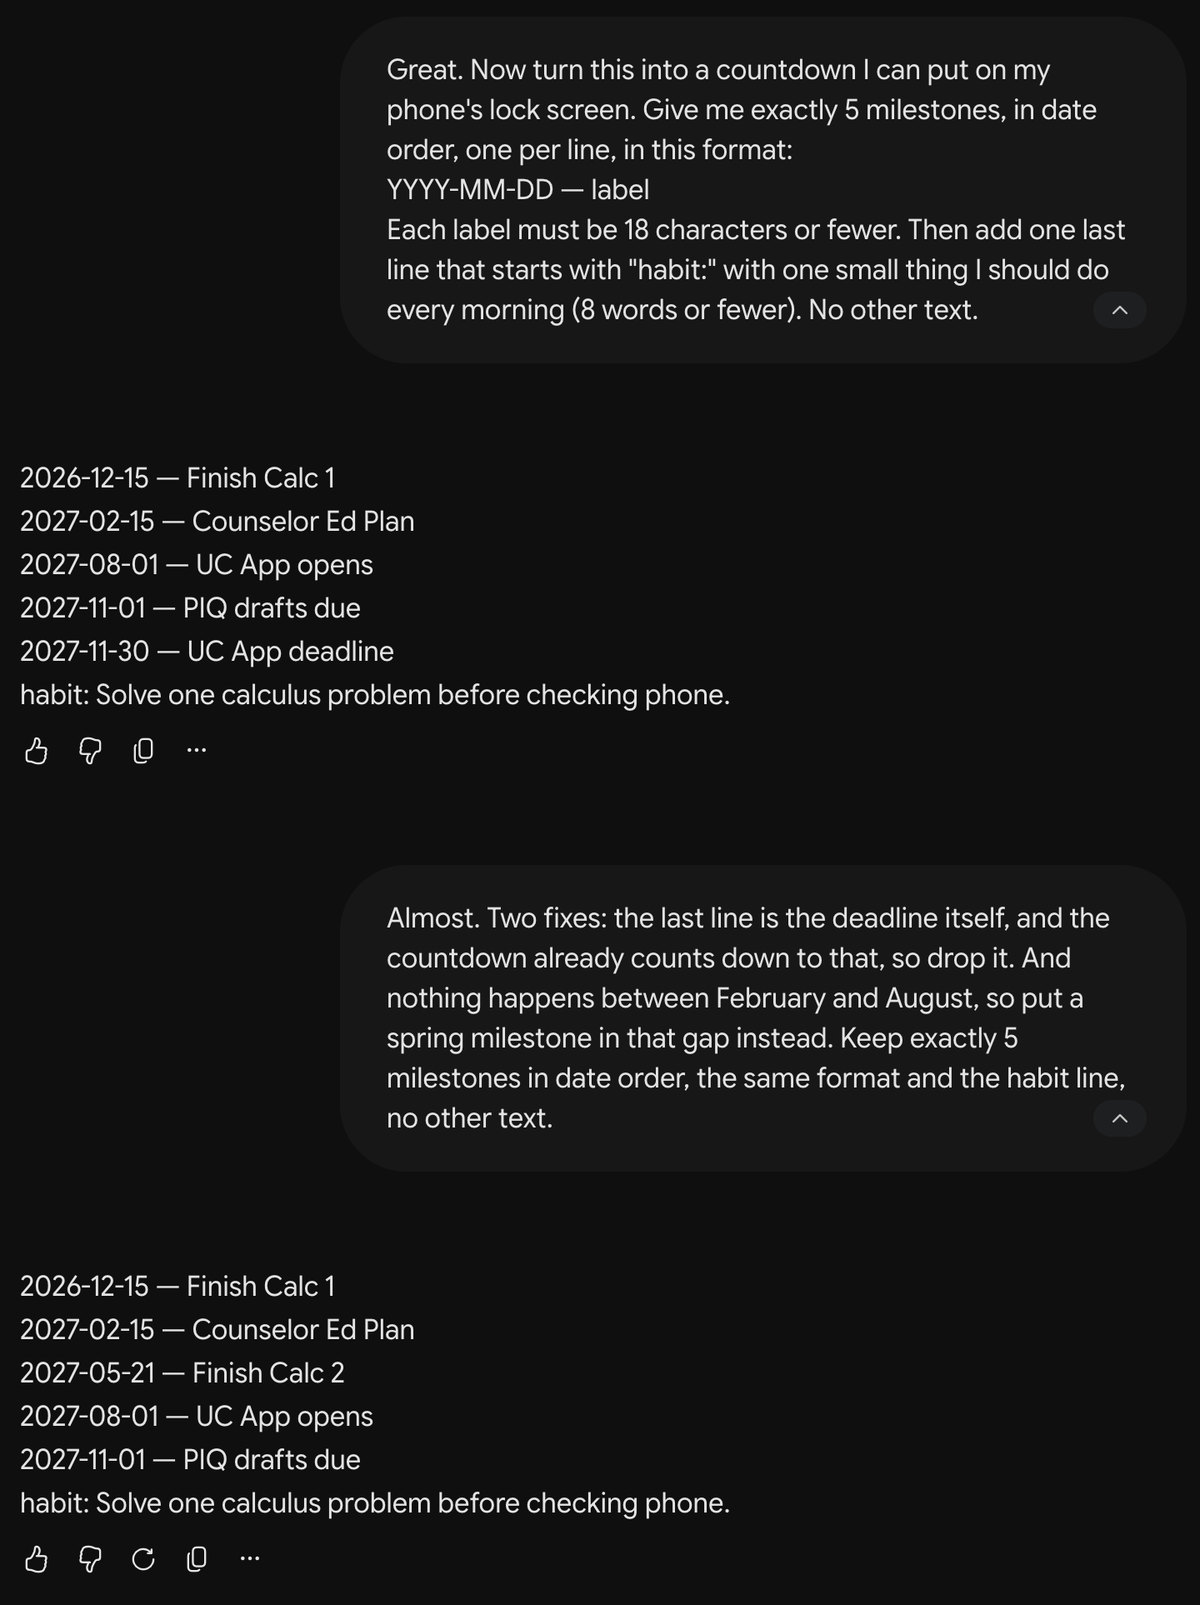 Great. Now turn this into a countdown I can put on my
phone's lock screen. Give me exactly 5 milestones, in date
order, one per line, in this format:
YYYY-MM-DD — label
Each label must be 18 characters or fewer. Then add one last
line that starts with "habit:" with one small thing I should do
every morning (8 words or fewer). No other text.
2026-12-15 — Finish Calc 1
2027-02-15 — Counselor Ed Plan
2027-08-01 — UC App opens
2027-11-01 — PIQ drafts due
2027-11-30 — UC App deadline
habit: Solve one calculus problem before checking phone.
Almost. Two fixes: the last line is the deadline itself, and the
countdown already counts down to that, so drop it. And
nothing happens between February and August, so put a
spring milestone in that gap instead. Keep exactly 5
milestones in date order, the same format and the habit line,
no other text.
2026-12-15 — Finish Calc 1
2027-02-15 — Counselor Ed Plan
2027-05-21 — Finish Calc 2
2027-08-01 — UC App opens
2027-11-01 — PIQ drafts due
habit: Solve one calculus problem before checking phone.